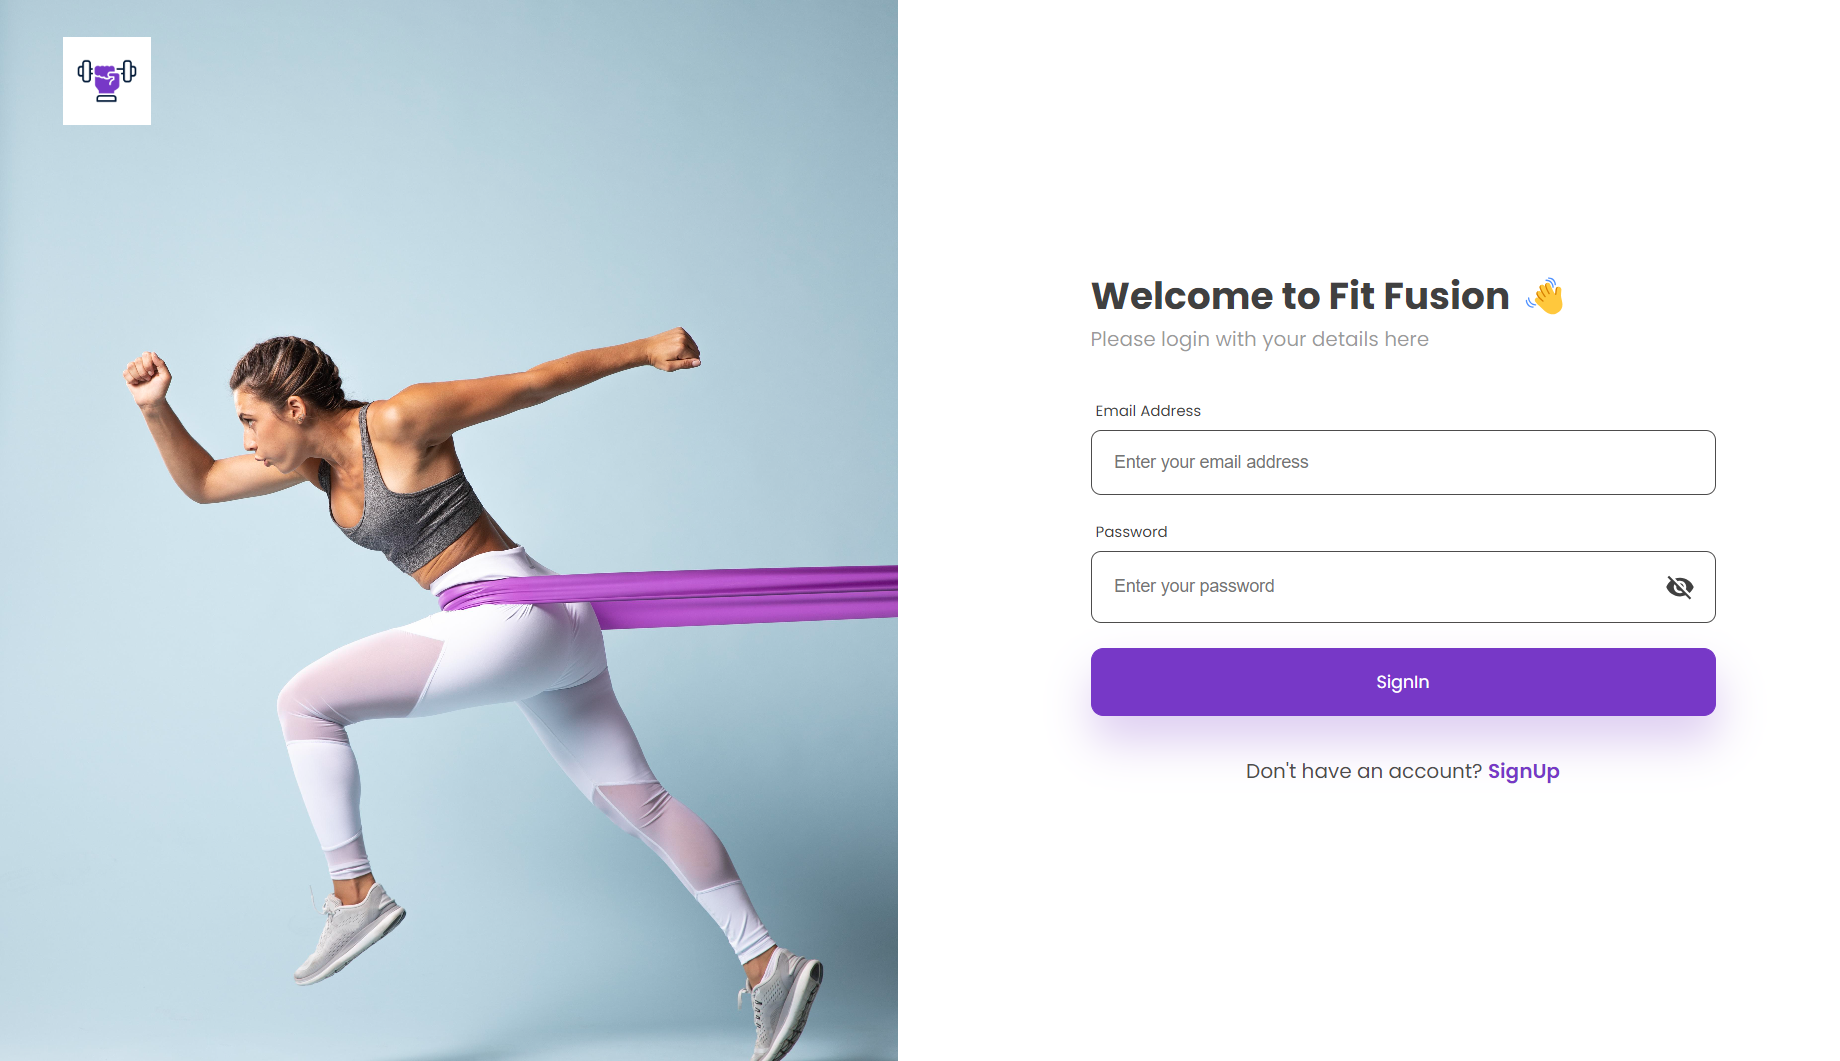 Welcome to Fit Fusion 👋
Please login with your details here
Email Address
Enter your email address
Password
Enter your password
SignIn
Don't have an account? SignUp